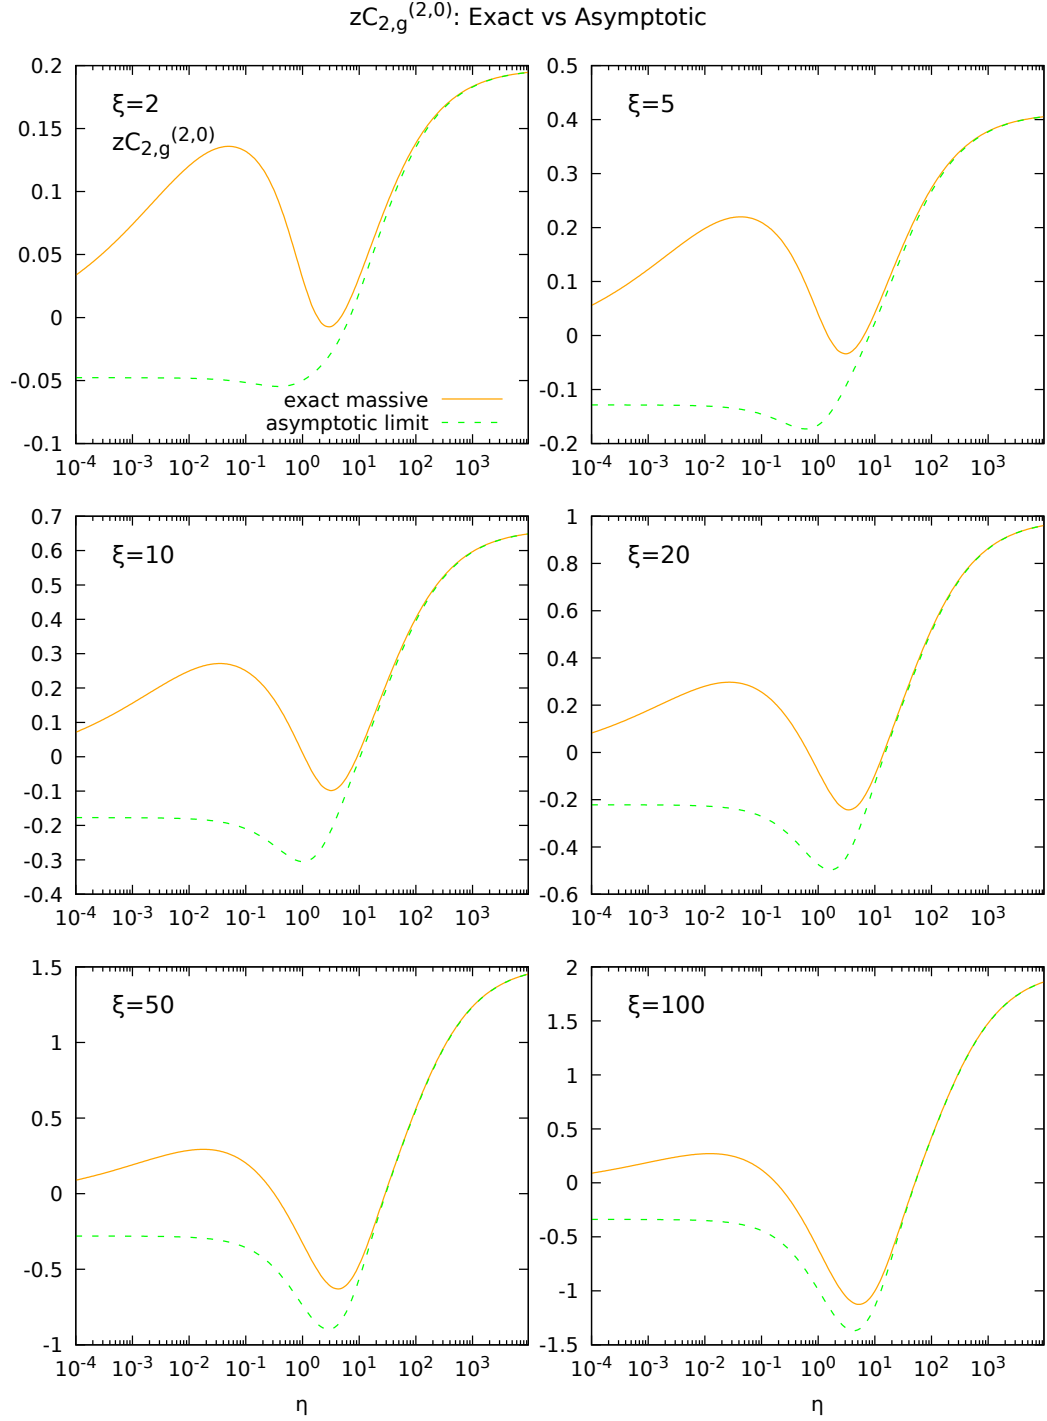 zC₂,g⁽²,⁰⁾: Exact vs Asymptotic
0.2
0.15
0.1
0.05
0
-0.05
-0.1
ξ=2
zC₂,g⁽²,⁰⁾
exact massive
asymptotic limit
10⁻⁴ 10⁻³ 10⁻² 10⁻¹ 10⁰ 10¹ 10² 10³
0.5
0.4
0.3
0.2
0.1
0
-0.1
-0.2
ξ=5
10⁻⁴ 10⁻³ 10⁻² 10⁻¹ 10⁰ 10¹ 10² 10³
0.7
0.6
0.5
0.4
0.3
0.2
0.1
0
-0.1
-0.2
-0.3
-0.4
ξ=10
10⁻⁴ 10⁻³ 10⁻² 10⁻¹ 10⁰ 10¹ 10² 10³
1
0.8
0.6
0.4
0.2
0
-0.2
-0.4
-0.6
ξ=20
10⁻⁴ 10⁻³ 10⁻² 10⁻¹ 10⁰ 10¹ 10² 10³
1.5
1
0.5
0
-0.5
-1
ξ=50
10⁻⁴ 10⁻³ 10⁻² 10⁻¹ 10⁰ 10¹ 10² 10³
η
2
1.5
1
0.5
0
-0.5
-1
-1.5
ξ=100
10⁻⁴ 10⁻³ 10⁻² 10⁻¹ 10⁰ 10¹ 10² 10³
η